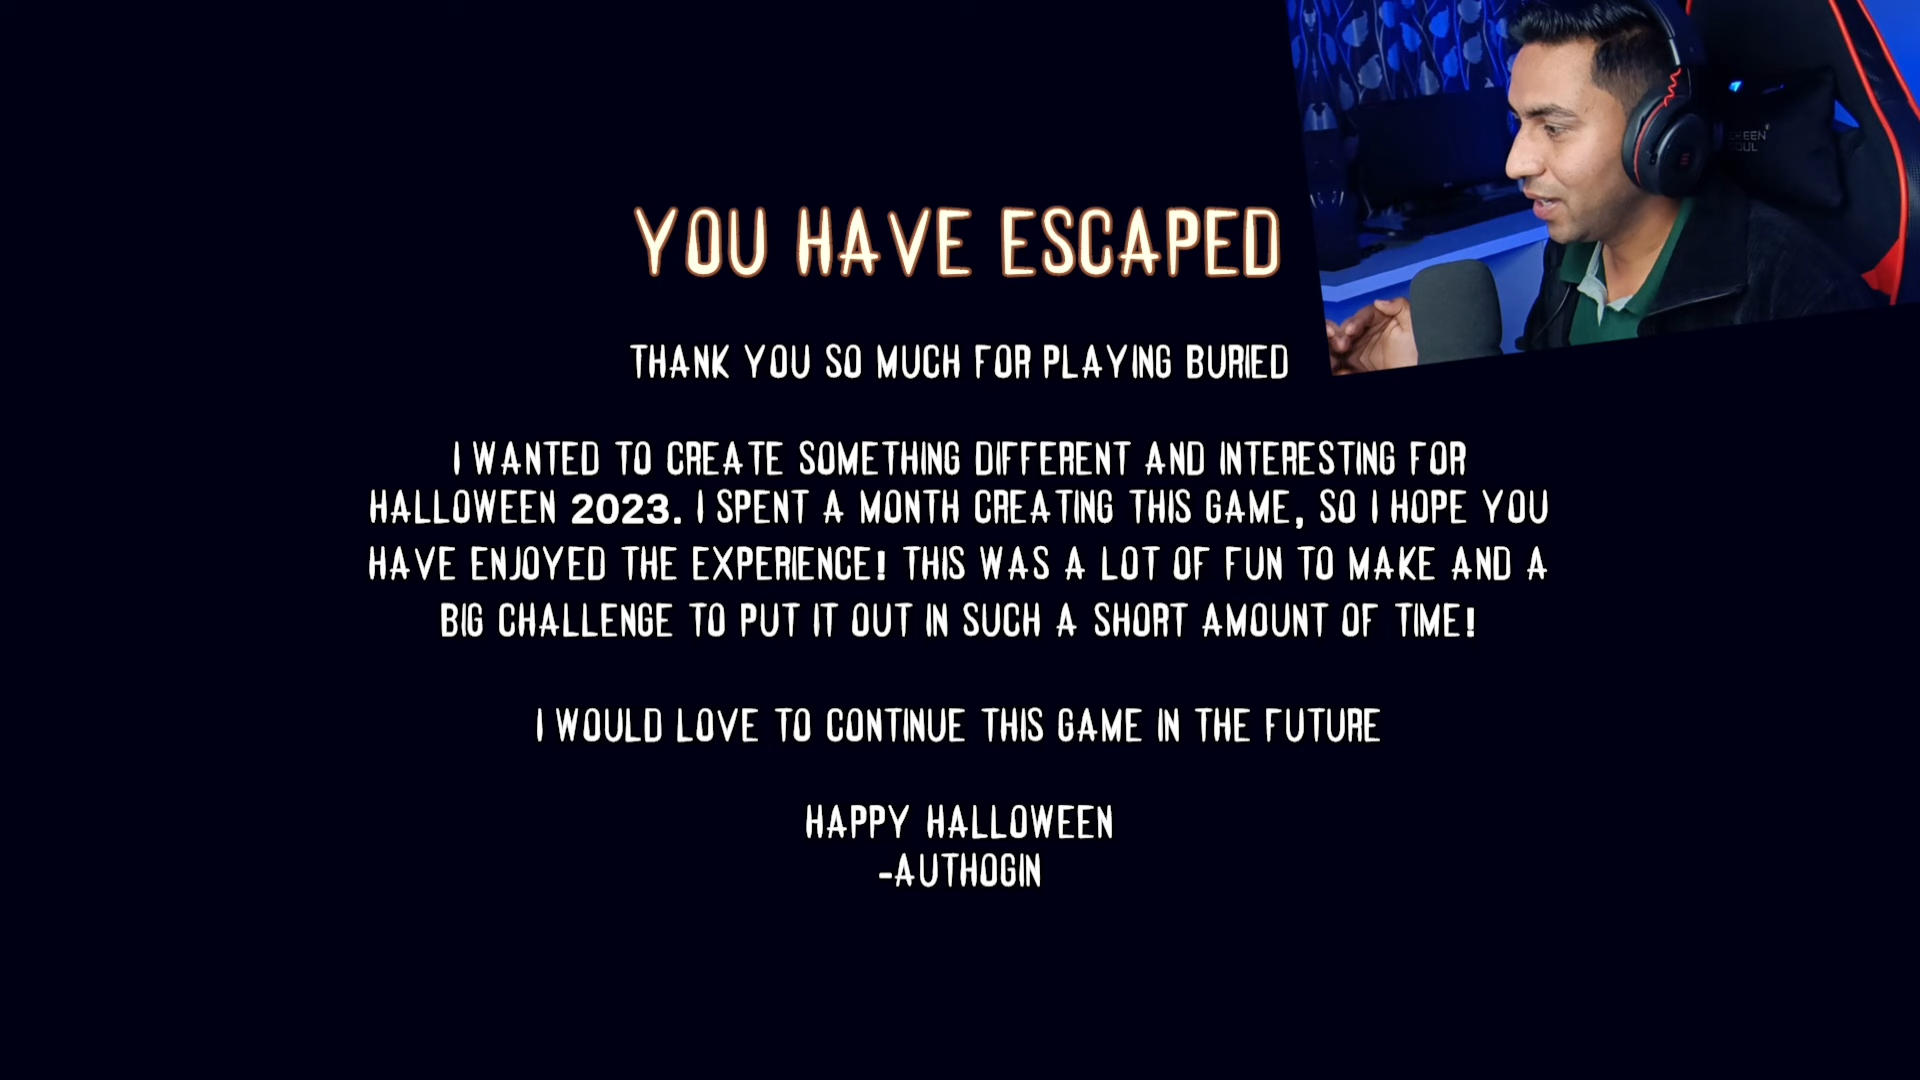 YOU HAVE ESCAPED
THANK YOU SO MUCH FOR PLAYING BURIED
I WANTED TO CREATE SOMETHING DIFFERENT AND INTERESTING FOR
HALLOWEEN 2023. I SPENT A MONTH CREATING THIS GAME, SO I HOPE YOU
HAVE ENJOYED THE EXPERIENCE! THIS WAS A LOT OF FUN TO MAKE AND A
BIG CHALLENGE TO PUT IT OUT IN SUCH A SHORT AMOUNT OF TIME!
I WOULD LOVE TO CONTINUE THIS GAME IN THE FUTURE
HAPPY HALLOWEEN
-AUTHOGIN